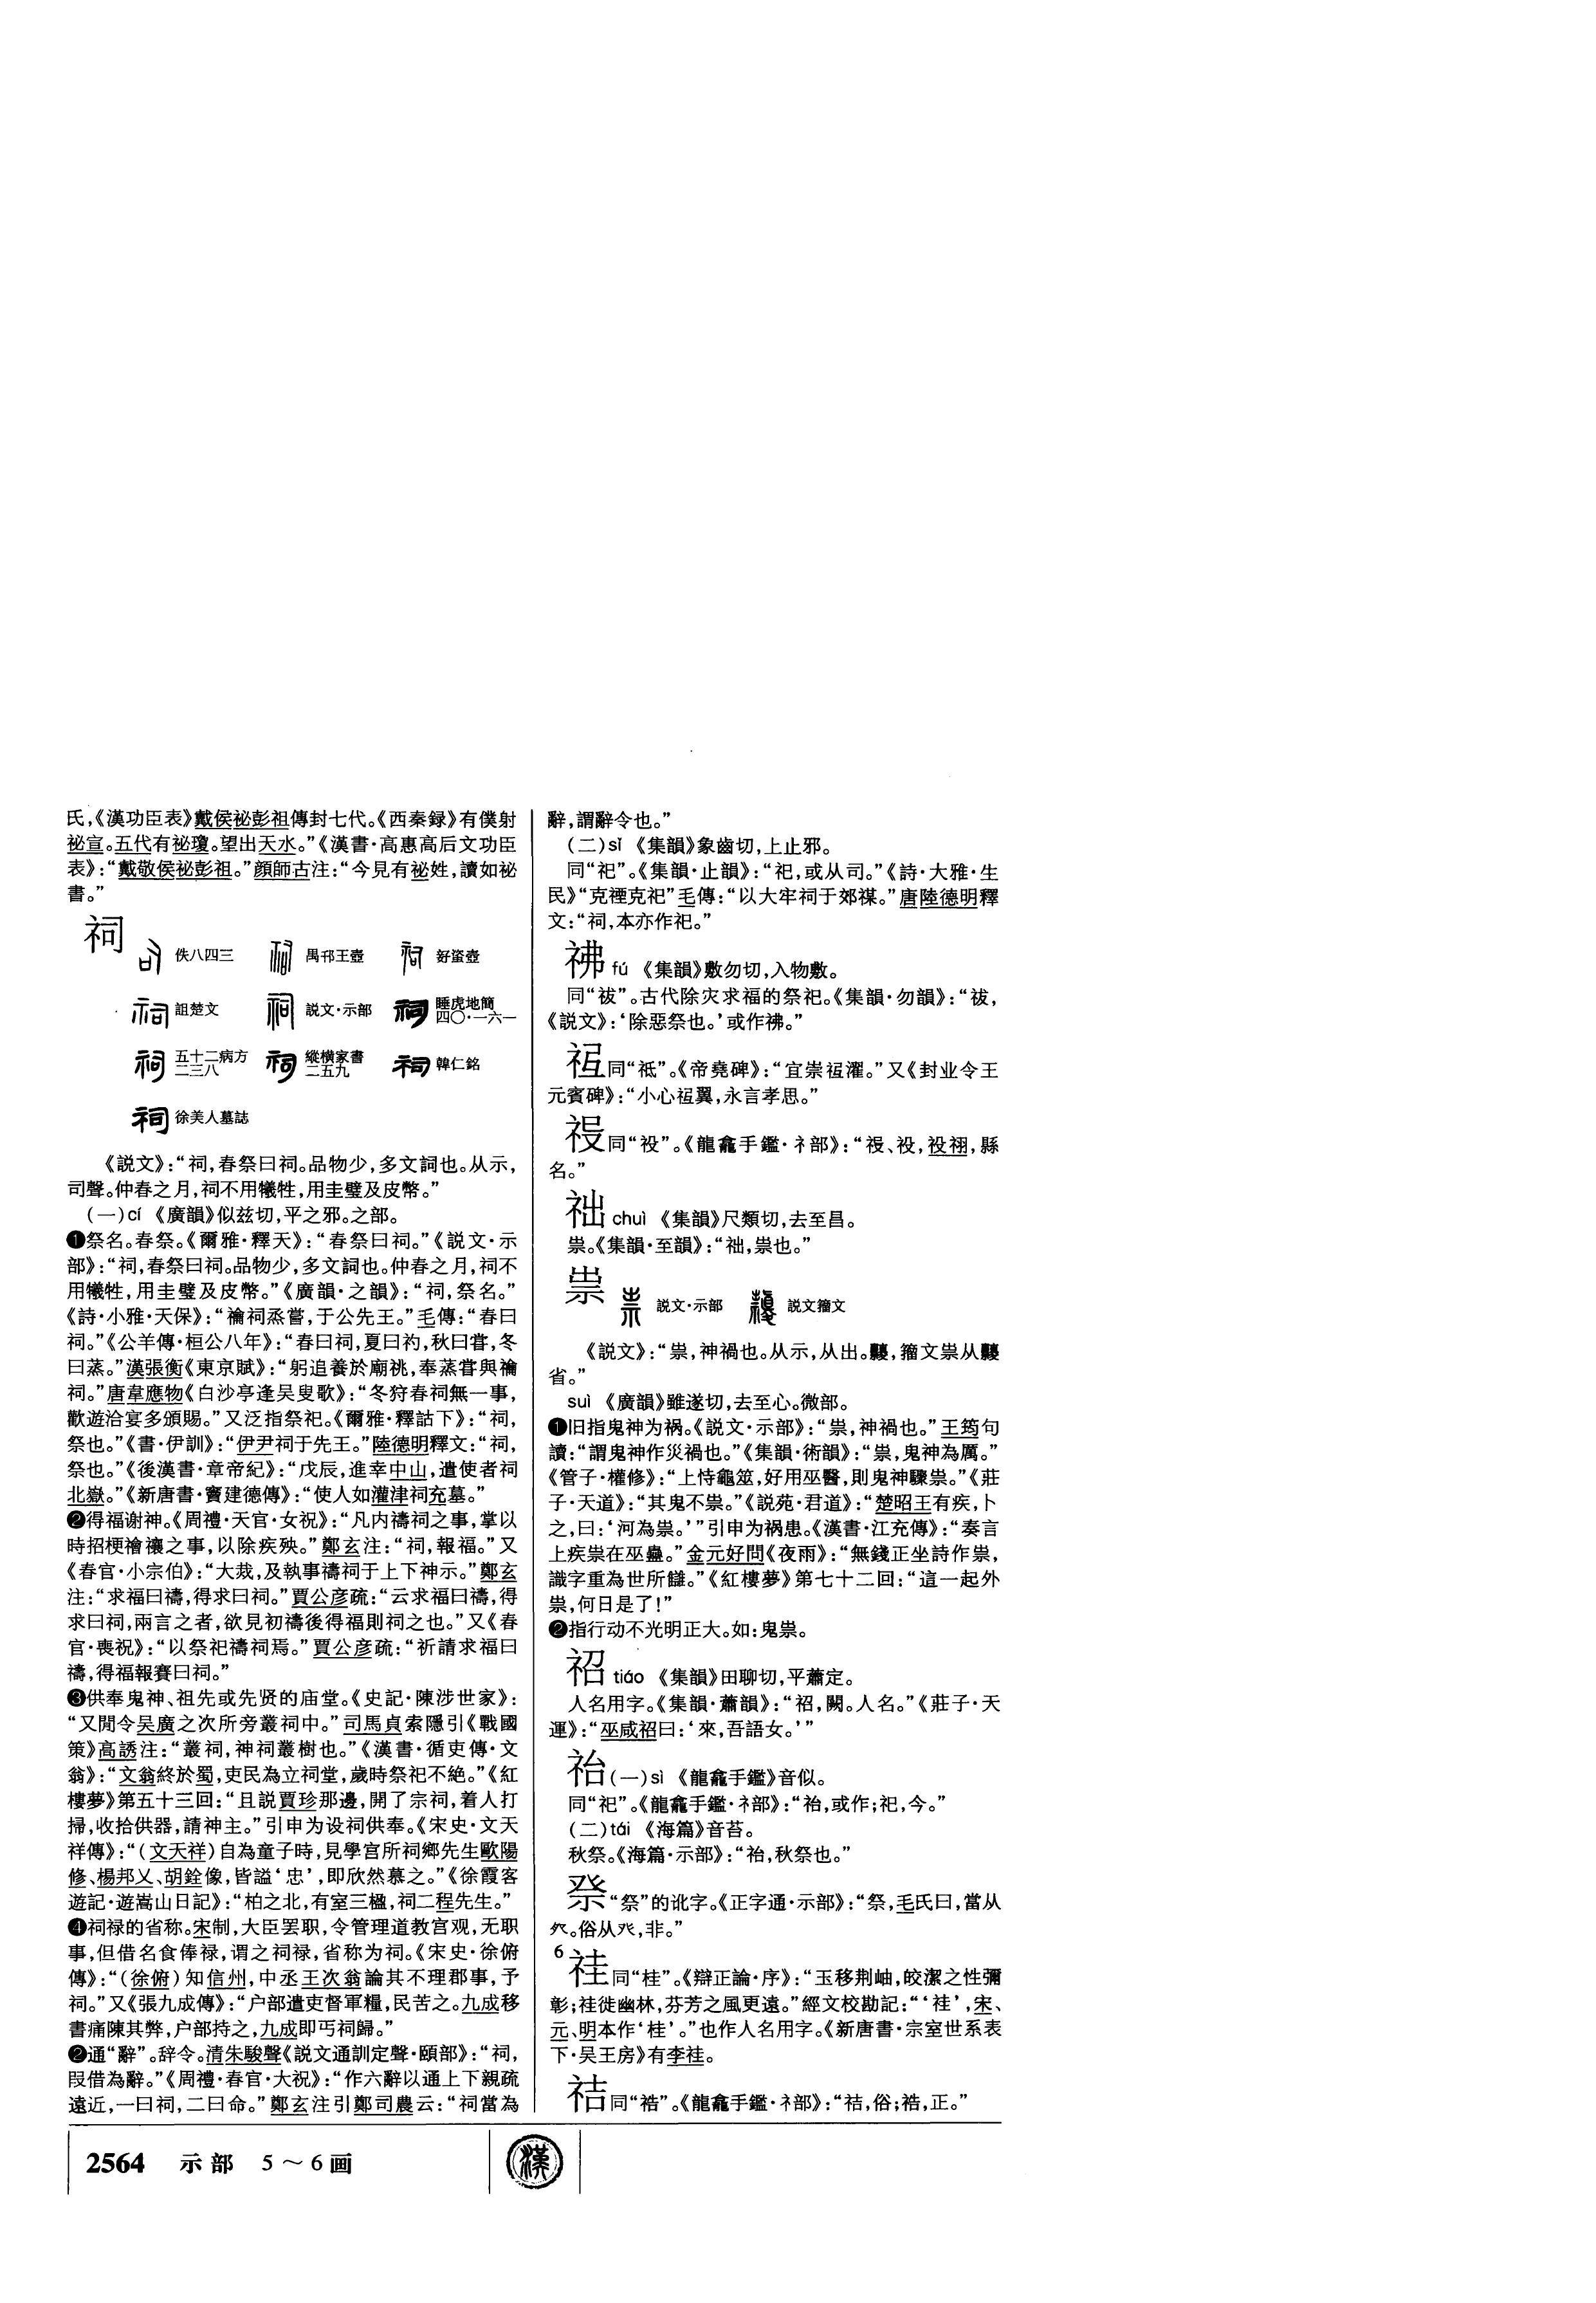 氏,《漢功臣表》戴侯祕彭祖傳封七代。《西秦録》有僕射
祕宣。五代有祕瓊。望出天水。”《漢書·高惠高后文功臣
表》:“戴敬侯祕彭祖。”顔師古注:“今見有祕姓,讀如祕
書。”
祠
佚八四三 禺邗王壺 𡚬蚉壺
詛楚文 説文·示部 睡虎地簡四〇·一六一
五十二病方二三八 縱横家書二五九 韓仁銘
徐美人墓誌
《説文》:“祠,春祭曰祠。品物少,多文詞也。从示,
司聲。仲春之月,祠不用犧牲,用圭璧及皮幣。”
(一)cí 《廣韻》似兹切,平之邪。之部。
❶祭名。春祭。《爾雅·釋天》:“春祭曰祠。”《説文·示
部》:“祠,春祭曰祠。品物少,多文詞也。仲春之月,祠不
用犧牲,用圭璧及皮幣。”《廣韻·之韻》:“祠,祭名。”
《詩·小雅·天保》:“禴祠烝嘗,于公先王。”毛傳:“春曰
祠。”《公羊傳·桓公八年》:“春曰祠,夏曰礿,秋曰嘗,冬
曰蒸。”漢張衡《東京賦》:“躬追養於廟祧,奉蒸嘗與禴
祠。”唐韋應物《白沙亭逢吴叟歌》:“冬狩春祠無一事,
歡遊洽宴多頒賜。”又泛指祭祀。《爾雅·釋詁下》:“祠,
祭也。”《書·伊訓》:“伊尹祠于先王。”陸德明釋文:“祠,
祭也。”《後漢書·章帝紀》:“戊辰,進幸中山,遣使者祠
北嶽。”《新唐書·竇建德傳》:“使人如灌津祠充墓。”
❷得福谢神。《周禮·天官·女祝》:“凡内禱祠之事,掌以
時招梗禬禳之事,以除疾殃。”鄭玄注:“祠,報福。”又
《春官·小宗伯》:“大烖,及執事禱祠于上下神示。”鄭玄
注:“求福曰禱,得求曰祠。”賈公彦疏:“云求福曰禱,得
求曰祠,兩言之者,欲見初禱後得福則祠之也。”又《春
官·喪祝》:“以祭祀禱祠焉。”賈公彦疏:“祈請求福曰
禱,得福報賽曰祠。”
❸供奉鬼神、祖先或先贤的庙堂。《史記·陳涉世家》:
“又閒令吴廣之次所旁叢祠中。”司馬貞索隱引《戰國
策》高誘注:“叢祠,神祠叢樹也。”《漢書·循吏傳·文
翁》:“文翁終於蜀,吏民為立祠堂,歲時祭祀不絶。”《紅
樓夢》第五十三回:“且説賈珍那邊,開了宗祠,着人打
掃,收拾供器,請神主。”引申为设祠供奉。《宋史·文天
祥傳》:“(文天祥)自為童子時,見學宫所祠鄉先生歐陽
修、楊邦乂、胡銓像,皆謚‘忠’,即欣然慕之。”《徐霞客
遊記·遊嵩山日記》:“柏之北,有室三楹,祠二程先生。”
❹祠禄的省称。宋制,大臣罢职,令管理道教宫观,无职
事,但借名食俸禄,谓之祠禄,省称为祠。《宋史·徐俯
傳》:“(徐俯)知信州,中丞王次翁論其不理郡事,予
祠。”又《張九成傳》:“户部遣吏督軍糧,民苦之。九成移
書痛陳其弊,户部持之,九成即丐祠歸。”
❷通“辭”。辞令。清朱駿聲《説文通訓定聲·頤部》:“祠,
叚借為辭。”《周禮·春官·大祝》:“作六辭以通上下親疏
遠近,一曰祠,二曰命。”鄭玄注引鄭司農云:“祠當為
辭,謂辭令也。”
(二)sǐ 《集韻》象齒切,上止邪。
同“祀”。《集韻·止韻》:“祀,或从司。”《詩·大雅·生
民》“克禋克祀”毛傳:“以大牢祠于郊禖。”唐陸德明釋
文:“祠,本亦作祀。”
祓 fú 《集韻》敷勿切,入物敷。
同“祓”。古代除灾求福的祭祀。《集韻·勿韻》:“祓,
《説文》:‘除惡祭也。’或作䄶。”
同“祇”。《帝堯碑》:“宜崇䄄濯。”又《封业令王
元賓碑》:“小心䄄翼,永言孝思。”
同“祋”。《龍龕手鑑·礻部》:“祋,祋祤,縣
名。”
䄲 chuì 《集韻》尺類切,去至昌。
祟。《集韻·至韻》:“䄲,祟也。”
祟
説文·示部 説文籀文
《説文》:“祟,神禍也。从示,从出。籀文祟从
省。”
suì 《廣韻》雖遂切,去至心。微部。
❶旧指鬼神为祸。《説文·示部》:“祟,神禍也。”王筠句
讀:“謂鬼神作災禍也。”《集韻·術韻》:“祟,鬼神為厲。”
《管子·權修》:“上恃龜筮,好用巫醫,則鬼神驟祟。”《莊
子·天道》:“其鬼不祟。”《説苑·君道》:“楚昭王有疾,卜
之,曰:‘河為祟。’”引申为祸患。《漢書·江充傳》:“奏言
上疾祟在巫蠱。”金元好問《夜雨》:“無錢正坐詩作祟,
識字重為世所讎。”《紅樓夢》第七十二回:“這一起外
祟,何日是了!”
❷指行动不光明正大。如:鬼祟。
祒 tiáo 《集韻》田聊切,平蕭定。
人名用字。《集韻·蕭韻》:“祒,闕。人名。”《莊子·天
運》:“巫咸祒曰:‘來,吾語女。’”
䄚 (一)sì 《龍龕手鑑》音似。
同“祀”。《龍龕手鑑·礻部》:“䄚,或作;祀,今。”
(二)tái 《海篇》音苔。
秋祭。《海篇·示部》:“䄚,秋祭也。”
“祭”的讹字。《正字通·示部》:“祭,毛氏曰,當从
。俗从癶,非。”
6
袿 同“桂”。《辯正論·序》:“玉移荆岫,皎潔之性彌
彰;袿徙幽林,芬芳之風更遠。”經文校勘記:“‘袿’,宋、
元、明本作‘桂’。”也作人名用字。《新唐書·宗室世系表
下·吴王房》有李袿。
祮 同“祰”。《龍龕手鑑·礻部》:“俗;祰,正。”
2564 示部 5～6画
漢